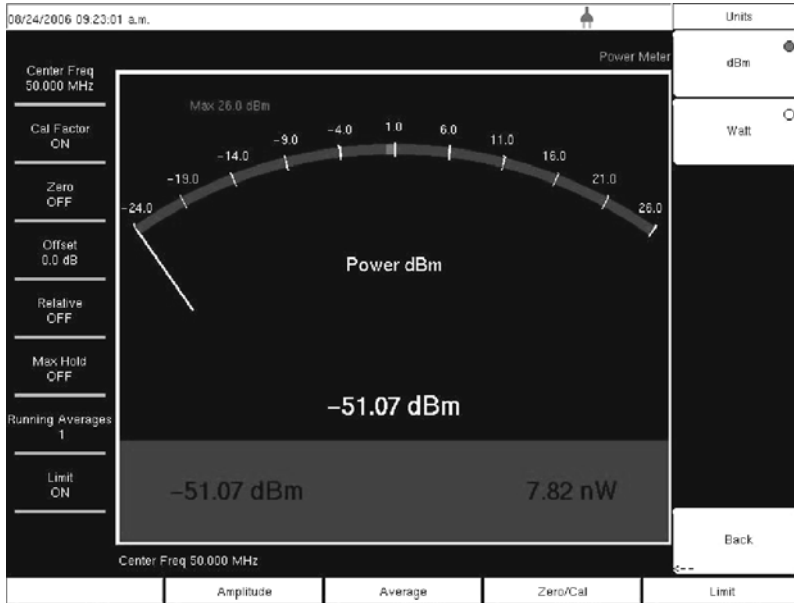 08/24/2006 09:23:01 a.m.
Units
Power Meter
dBm
Walt
Center Freq
50.000 MHz
Cal Factor
ON
Zero
OFF
Offset
0.0 dB
Relative
OFF
Max Hold
OFF
Running Averages
1
Limit
ON
Max 26.0 dBm
-24.0
-19.0
-14.0
-9.0
-4.0
1.0
6.0
11.0
16.0
21.0
26.0
Power dBm
-51.07 dBm
-51.07 dBm 7.82 nW
Center Freq 50.000 MHz
Back
<--
Amplitude Average Zero/Cal Limit